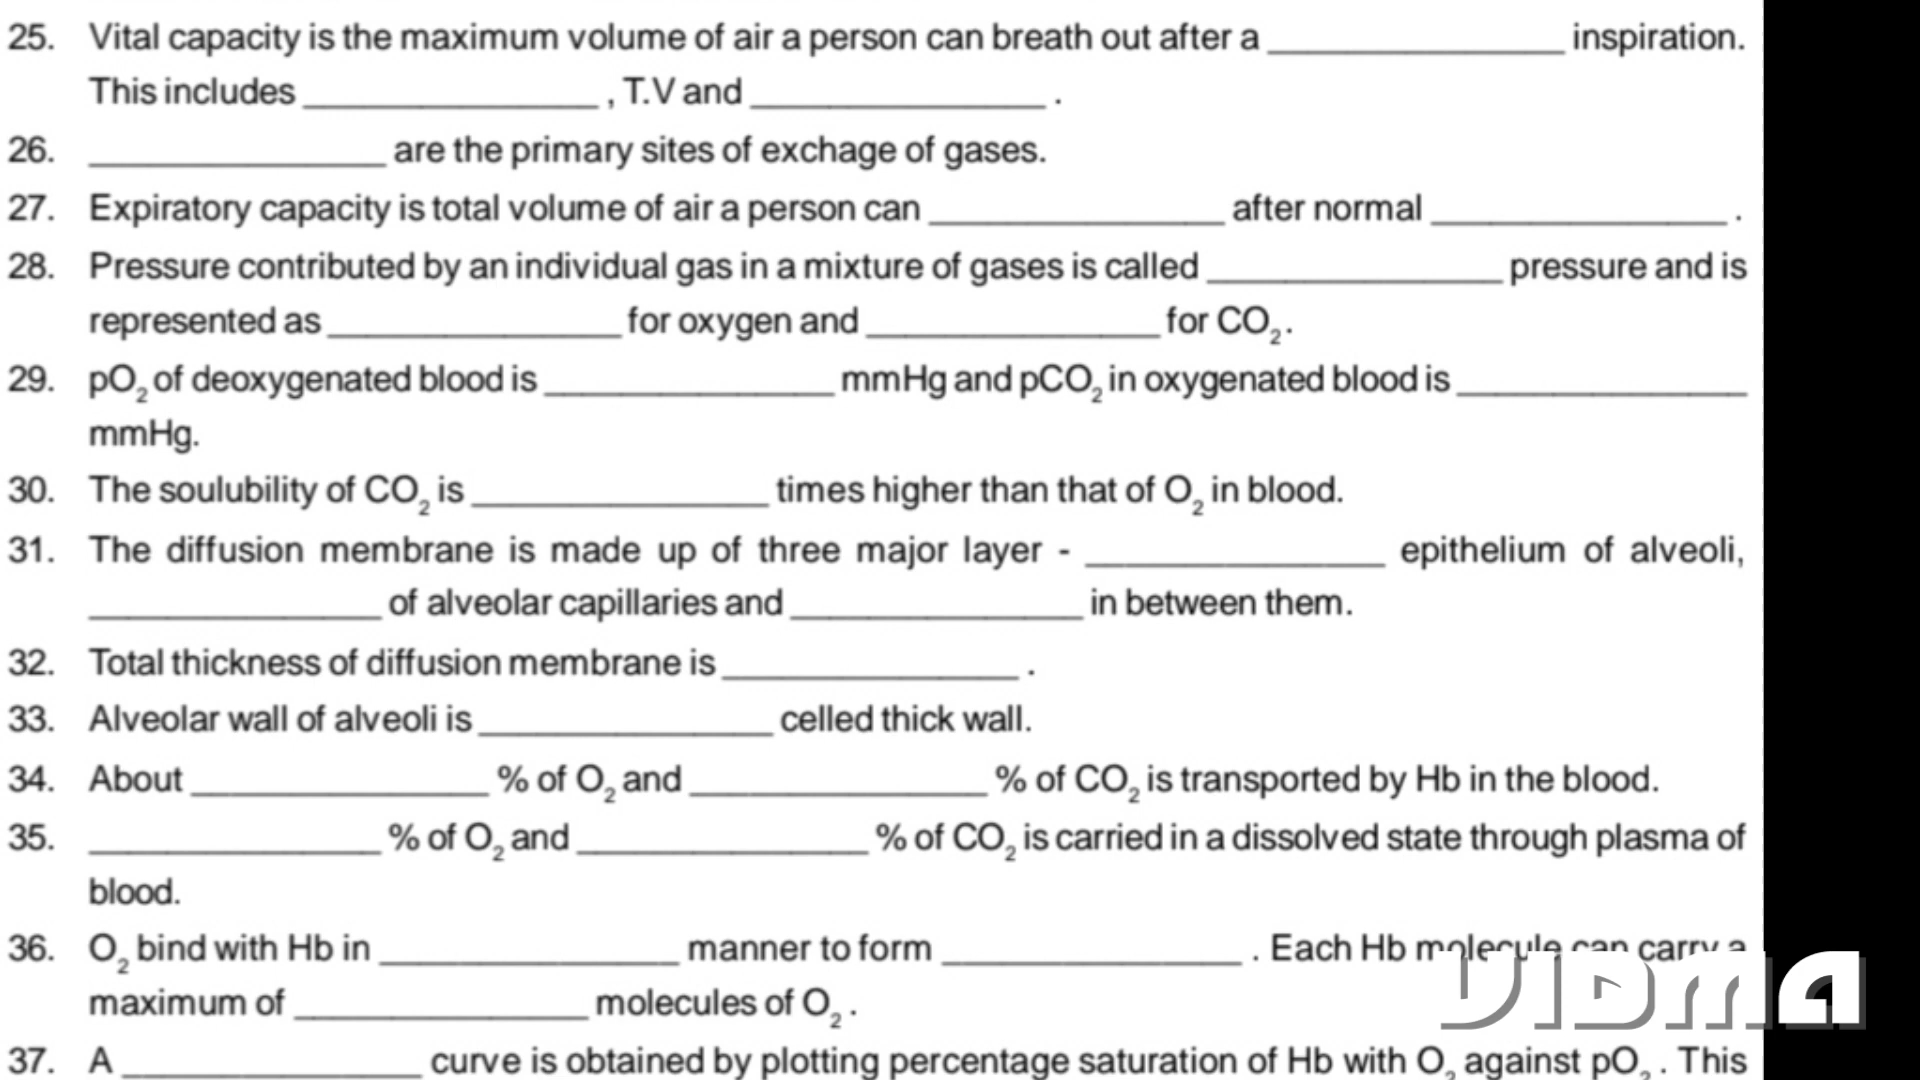 25. Vital capacity is the maximum volume of air a person can breath out after a _______________ inspiration.
This includes _______________ , T.V and _______________ .
26. _______________ are the primary sites of exchage of gases.
27. Expiratory capacity is total volume of air a person can _______________ after normal _______________ .
28. Pressure contributed by an individual gas in a mixture of gases is called _______________ pressure and is
represented as _______________ for oxygen and _______________ for CO₂.
29. pO₂ of deoxygenated blood is _______________ mmHg and pCO₂ in oxygenated blood is _______________
mmHg.
30. The soulubility of CO₂ is _______________ times higher than that of O₂ in blood.
31. The diffusion membrane is made up of three major layer - _______________ epithelium of alveoli,
_______________ of alveolar capillaries and _______________ in between them.
32. Total thickness of diffusion membrane is _______________ .
33. Alveolar wall of alveoli is _______________ celled thick wall.
34. About _______________ % of O₂ and _______________ % of CO₂ is transported by Hb in the blood.
35. _______________ % of O₂ and _______________ % of CO₂ is carried in a dissolved state through plasma of
blood.
36. O₂ bind with Hb in _______________ manner to form _______________ . Each Hb molecule can carry a
maximum of _______________ molecules of O₂ .
VIDMA
37. A _______________ curve is obtained by plotting percentage saturation of Hb with O₂ against pO₂ . This